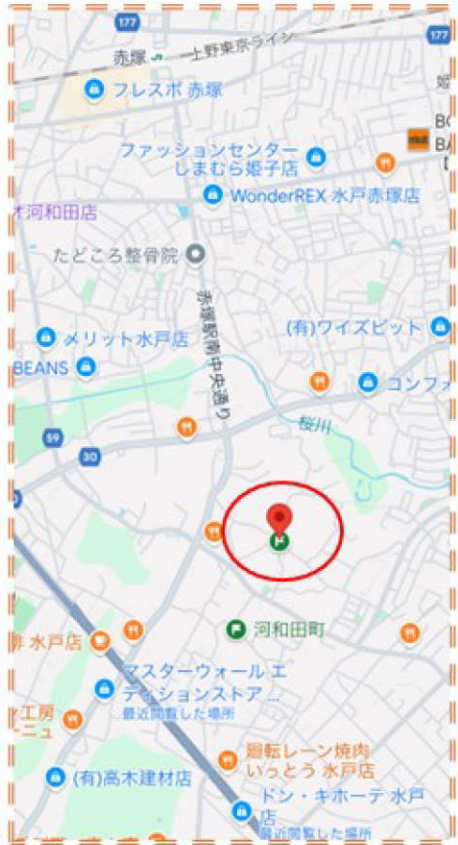 177
177
赤塚
上野東京ライン
フレスポ 赤塚
姫
BO
BA
ファッションセンター
しまむら姫子店
WonderREX 水戸赤塚店
オ河和田店
たどころ整骨院
赤塚駅南中央通り
メリット水戸店
(有)ワイズピット
BEANS
コンフォ
桜川
59
30
河和田町
水戸店
マスターウォール エ
ディションストア ...
最近閲覧した場所
工房
ニュ
廻転レーン焼肉
いっとう 水戸店
(有)高木建材店
ドン・キホーテ 水戸
店
最近閲覧した場所